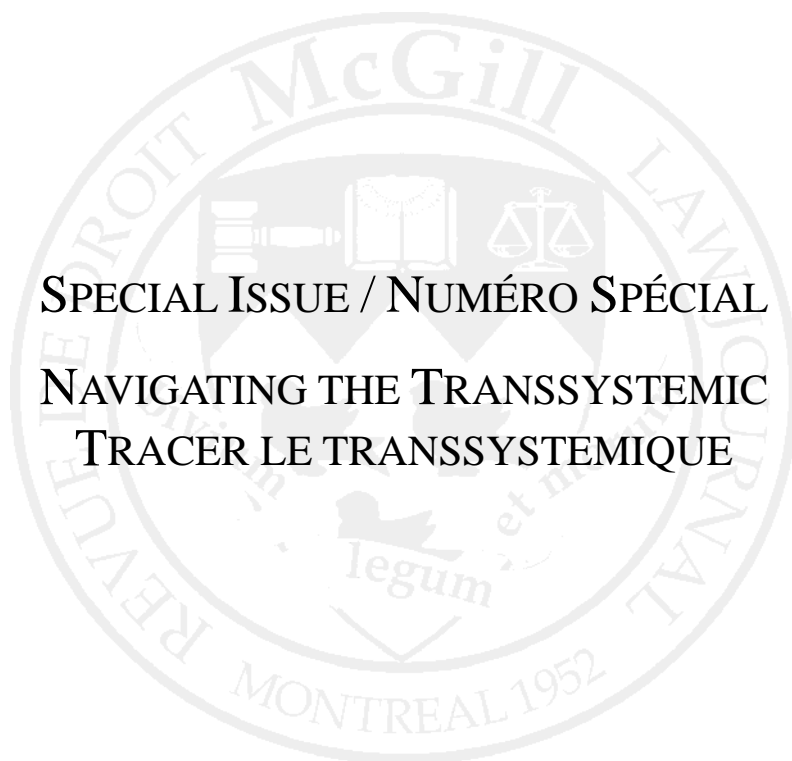 SPECIAL ISSUE / NUMÉRO SPÉCIAL
NAVIGATING THE TRANSSYSTEMIC
TRACER LE TRANSSYSTEMIQUE
McGill
LAW JOURNAL
REVUE DE DROIT
MONTREAL 1952
et
legum